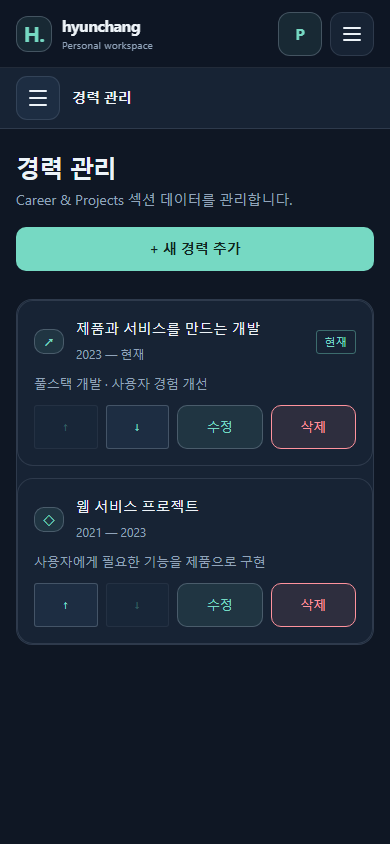 H.
hyunchang
Personal workspace
P
경력 관리
경력 관리
Career & Projects 섹션 데이터를 관리합니다.
+ 새 경력 추가
↗
제품과 서비스를 만드는 개발
2023 — 현재
현재
풀스택 개발 · 사용자 경험 개선
↑ ↓ 수정 삭제
◇
웹 서비스 프로젝트
2021 — 2023
사용자에게 필요한 기능을 제품으로 구현
↑ ↓ 수정 삭제